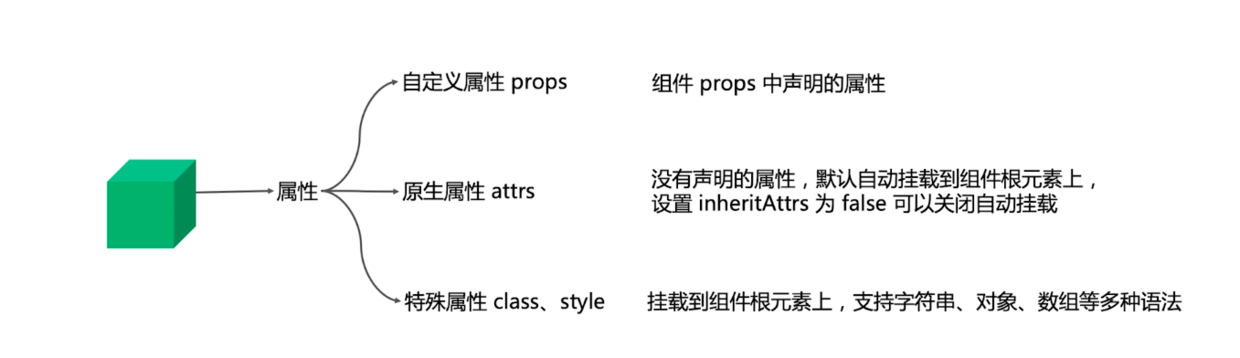 自定义属性 props
组件 props 中声明的属性
属性
原生属性 attrs
没有声明的属性，默认自动挂载到组件根元素上，
设置 inheritAttrs 为 false 可以关闭自动挂载
特殊属性 class、style
挂载到组件根元素上，支持字符串、对象、数组等多种语法